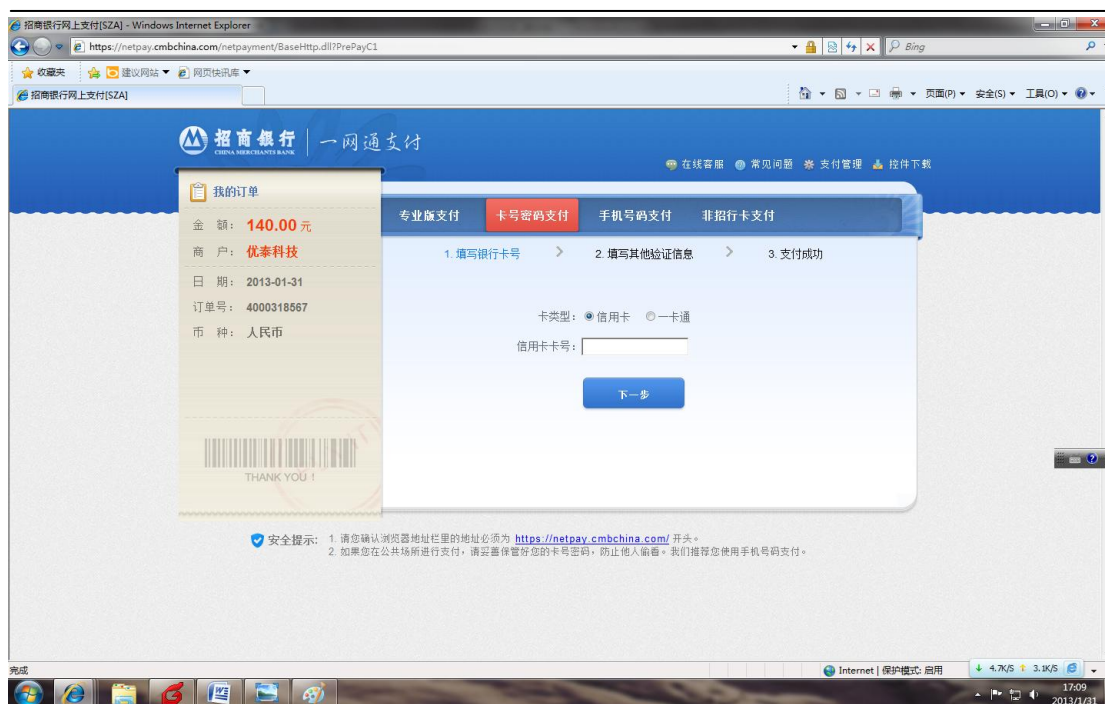 招商银行网上支付[SZA] - Windows Internet Explorer
https://netpay.cmbchina.com/netpayment/BaseHttp.dll?PrePayC1
Bing
收藏夹 建议网站 网页快讯库
招商银行网上支付[SZA]
页面(P) 安全(S) 工具(O)
招商银行 一网通支付
CHINA MERCHANTS BANK
在线客服 常见问题 支付管理 控件下载
我的订单
金 额: 140.00 元
商 户: 优泰科技
日 期: 2013-01-31
订单号: 4000318567
币 种: 人民币
THANK YOU !
专业版支付 卡号密码支付 手机号码支付 非招行卡支付
1. 填写银行卡号 > 2. 填写其他验证信息 > 3. 支付成功
卡类型: 信用卡 一卡通
信用卡卡号:
下一步
安全提示: 1. 请您确认浏览器地址栏里的地址必须为 https://netpay.cmbchina.com/ 开头。
2. 如果您在公共场所进行支付，请妥善保管好您的卡号密码，防止他人偷看。我们推荐您使用手机号码支付。
完成
Internet | 保护模式: 启用
4.7K/S 3.1K/S
17:09
2013/1/31